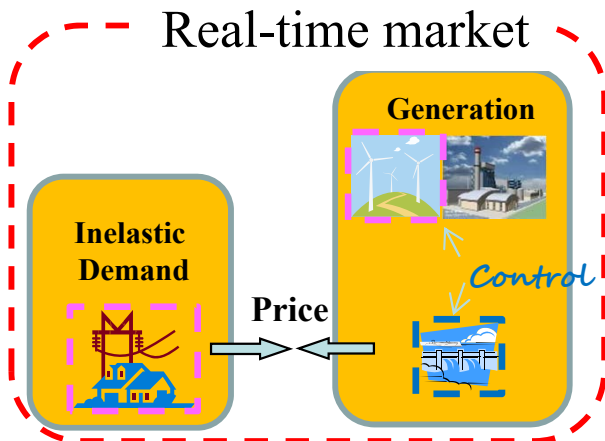 Real-time market
Generation
Inelastic
Demand
Control
Price